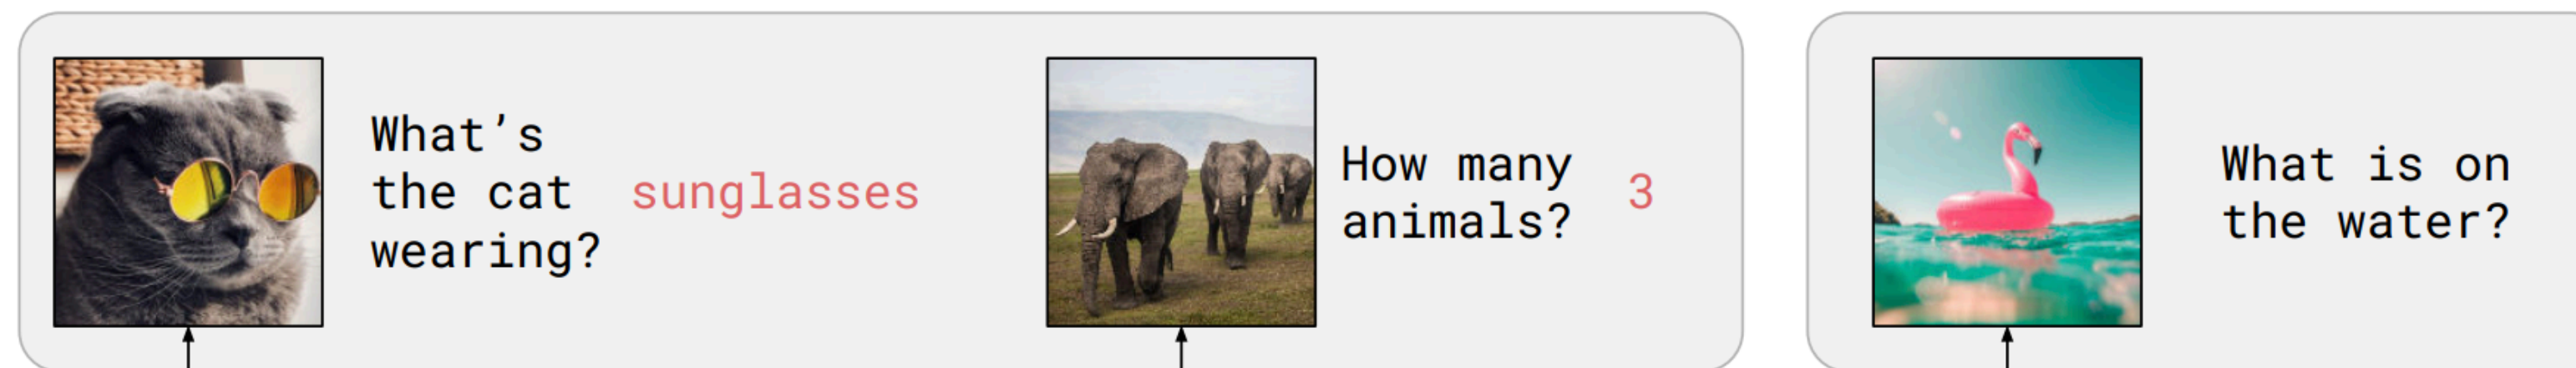 What’s
the cat
wearing?
sunglasses
How many
animals?
3
What is on
the water?